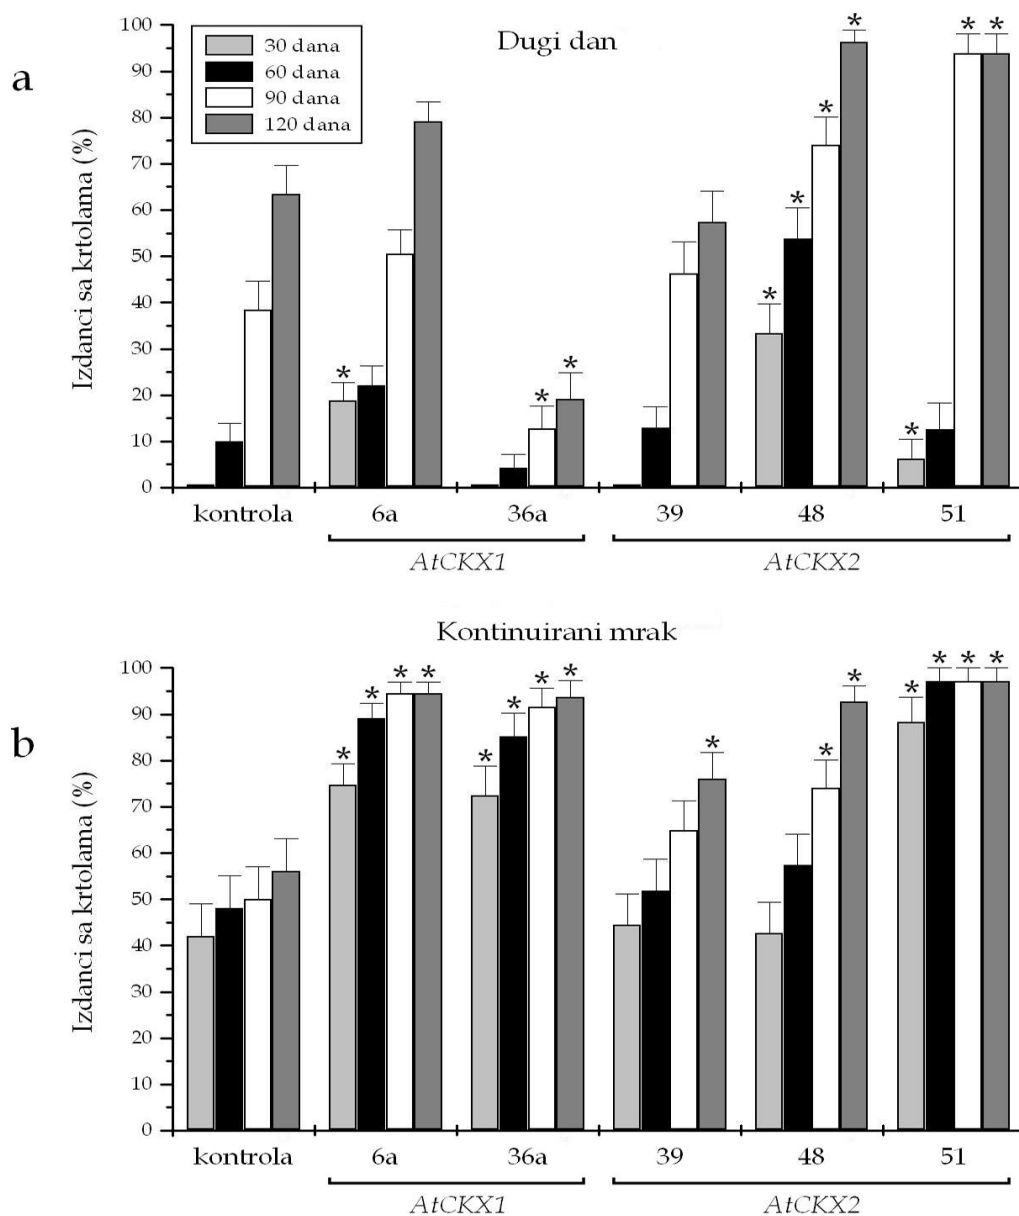 a
Dugi dan
30 dana
60 dana
90 dana
120 dana
Izdanci sa krtolama (%)
100
90
80
70
60
50
40
30
20
10
0
* * * * * * * * * * *
kontrola 6a 36a 39 48 51
AtCKX1 AtCKX2
b
Kontinuirani mrak
Izdanci sa krtolama (%)
100
90
80
70
60
50
40
30
20
10
0
* * * * * * * * * * * * * * *
kontrola 6a 36a 39 48 51
AtCKX1 AtCKX2